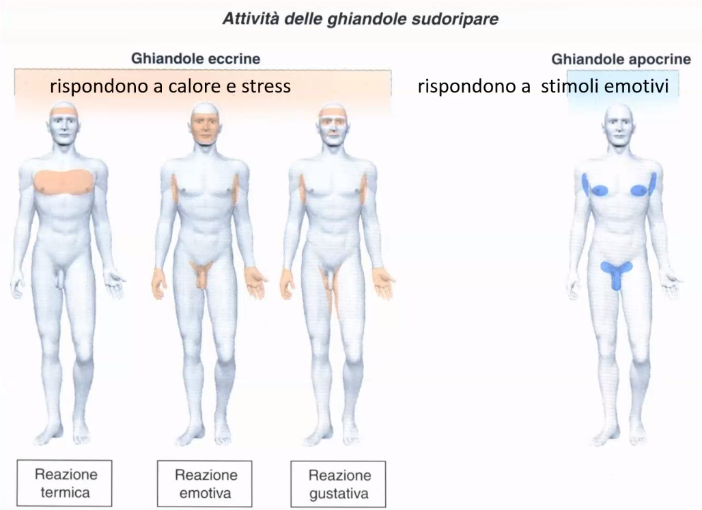 Attività delle ghiandole sudoripare
Ghiandole eccrine
Ghiandole apocrine
rispondono a calore e stress
rispondono a stimoli emotivi
Reazione
termica
Reazione
emotiva
Reazione
gustativa